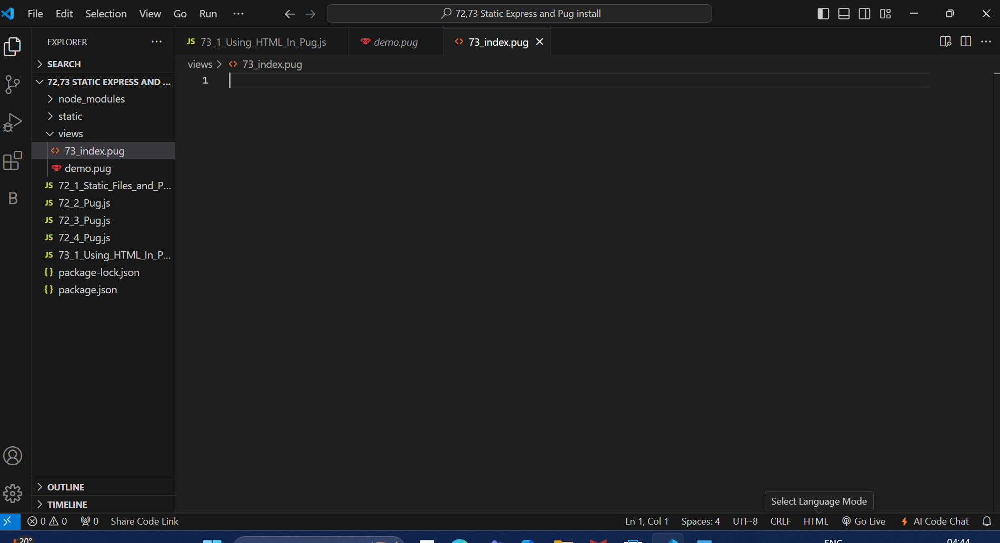 File Edit Selection View Go Run ··· 72,73 Static Express and Pug install
EXPLORER ···
JS 73_1_Using_HTML_In_Pug.js demo.pug <> 73_index.pug
views > <> 73_index.pug
1
SEARCH
72,73 STATIC EXPRESS AND ...
node_modules
static
views
<> 73_index.pug
demo.pug
JS 72_1_Static_Files_and_P...
JS 72_2_Pug.js
JS 72_3_Pug.js
JS 72_4_Pug.js
JS 73_1_Using_HTML_In_P...
{} package-lock.json
{} package.json
B
OUTLINE
TIMELINE
Select Language Mode
0 0 0 Share Code Link Ln 1, Col 1 Spaces: 4 UTF-8 CRLF HTML Go Live AI Code Chat
20° ENG 04:44